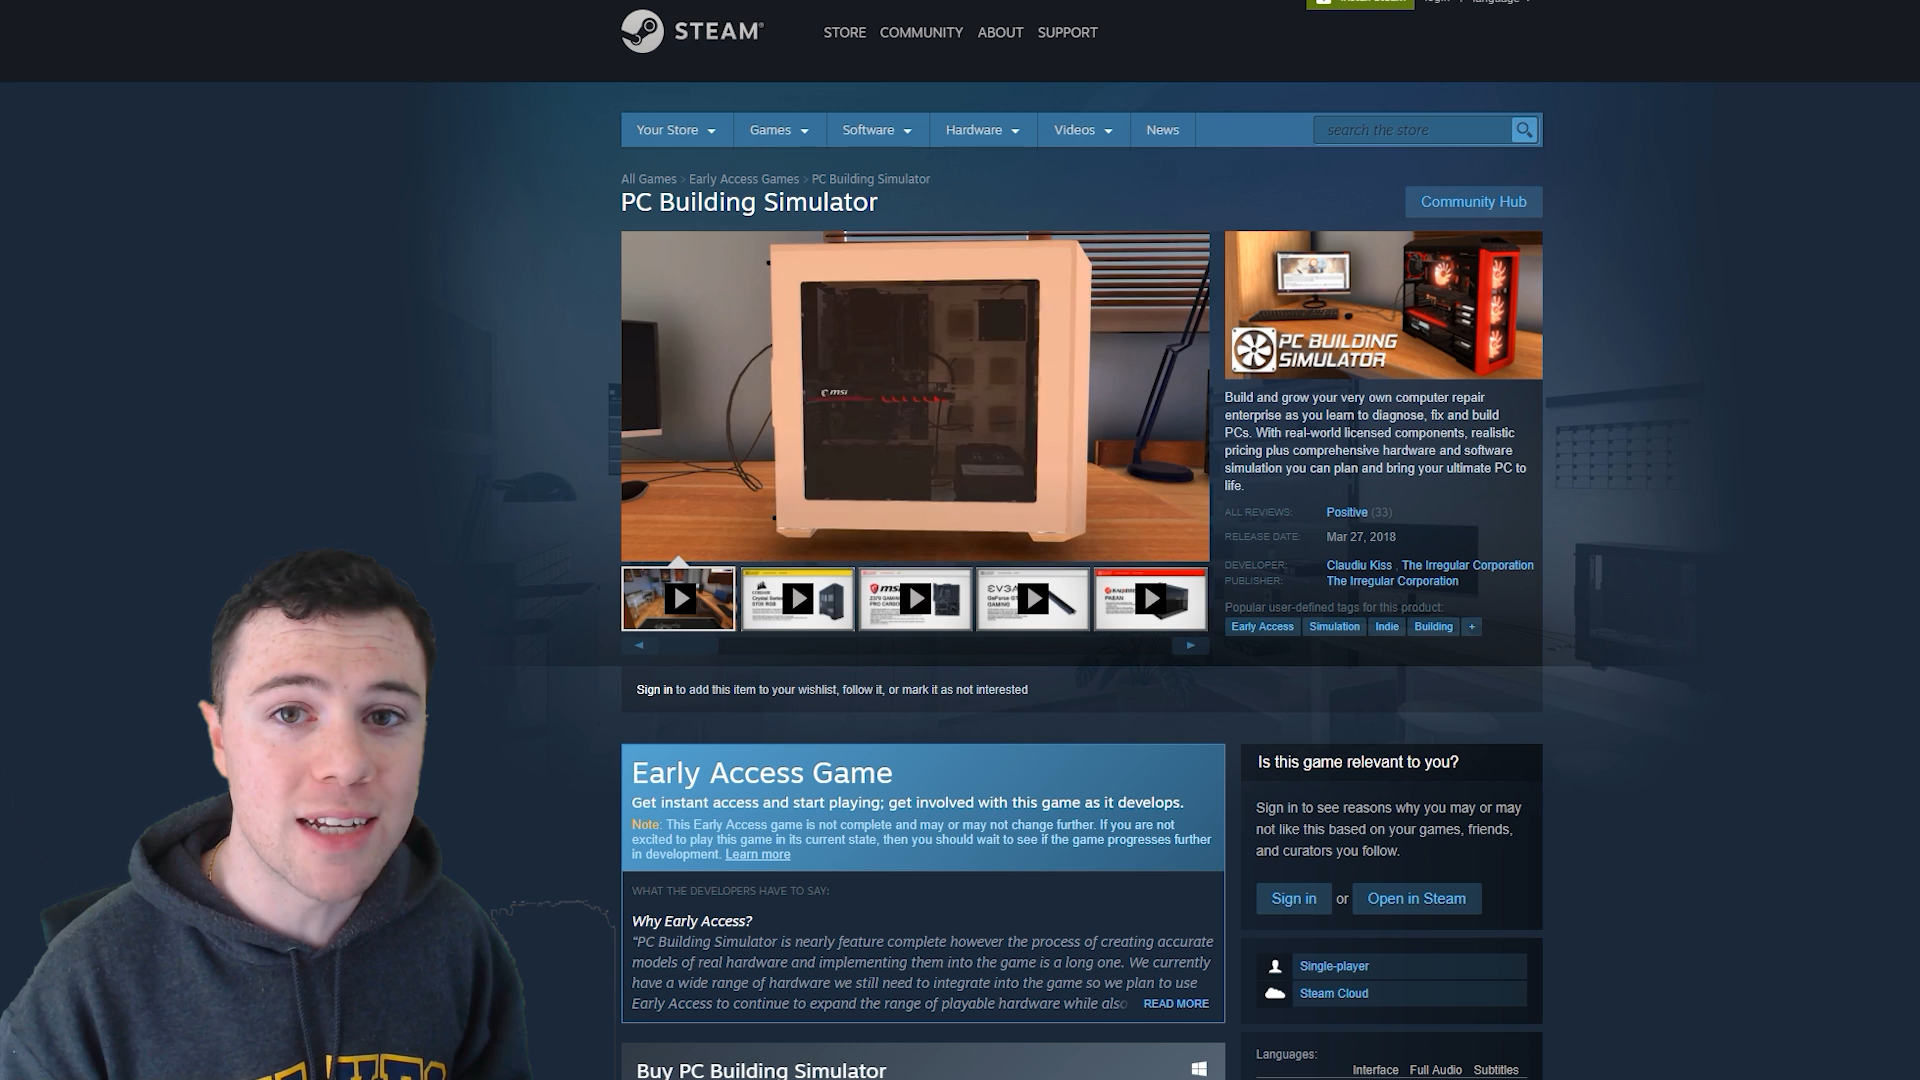 STEAM®
STORE COMMUNITY ABOUT SUPPORT
Your Store Games Software Hardware Videos News
search the store
All Games > Early Access Games > PC Building Simulator
PC Building Simulator
Community Hub
msi
PC BUILDING
SIMULATOR
Build and grow your very own computer repair
enterprise as you learn to diagnose, fix and build
PCs. With real-world licensed components, realistic
pricing plus comprehensive hardware and software
simulation you can plan and bring your ultimate PC to
life.
ALL REVIEWS: Positive (33)
RELEASE DATE: Mar 27, 2018
DEVELOPER: Claudiu Kiss , The Irregular Corporation
PUBLISHER: The Irregular Corporation
Popular user-defined tags for this product:
Early Access Simulation Indie Building +
Sign in to add this item to your wishlist, follow it, or mark it as not interested
Early Access Game
Get instant access and start playing; get involved with this game as it develops.
Note: This Early Access game is not complete and may or may not change further. If you are not
excited to play this game in its current state, then you should wait to see if the game progresses further
in development. Learn more
WHAT THE DEVELOPERS HAVE TO SAY:
Why Early Access?
“PC Building Simulator is nearly feature complete however the process of creating accurate
models of real hardware and implementing them into the game is a long one. We currently
have a wide range of hardware we still need to integrate into the game so we plan to use
Early Access to continue to expand the range of playable hardware while also READ MORE
Buy PC Building Simulator
Is this game relevant to you?
Sign in to see reasons why you may or may
not like this based on your games, friends,
and curators you follow.
Sign in or Open in Steam
Single-player
Steam Cloud
Languages:
Interface Full Audio Subtitles